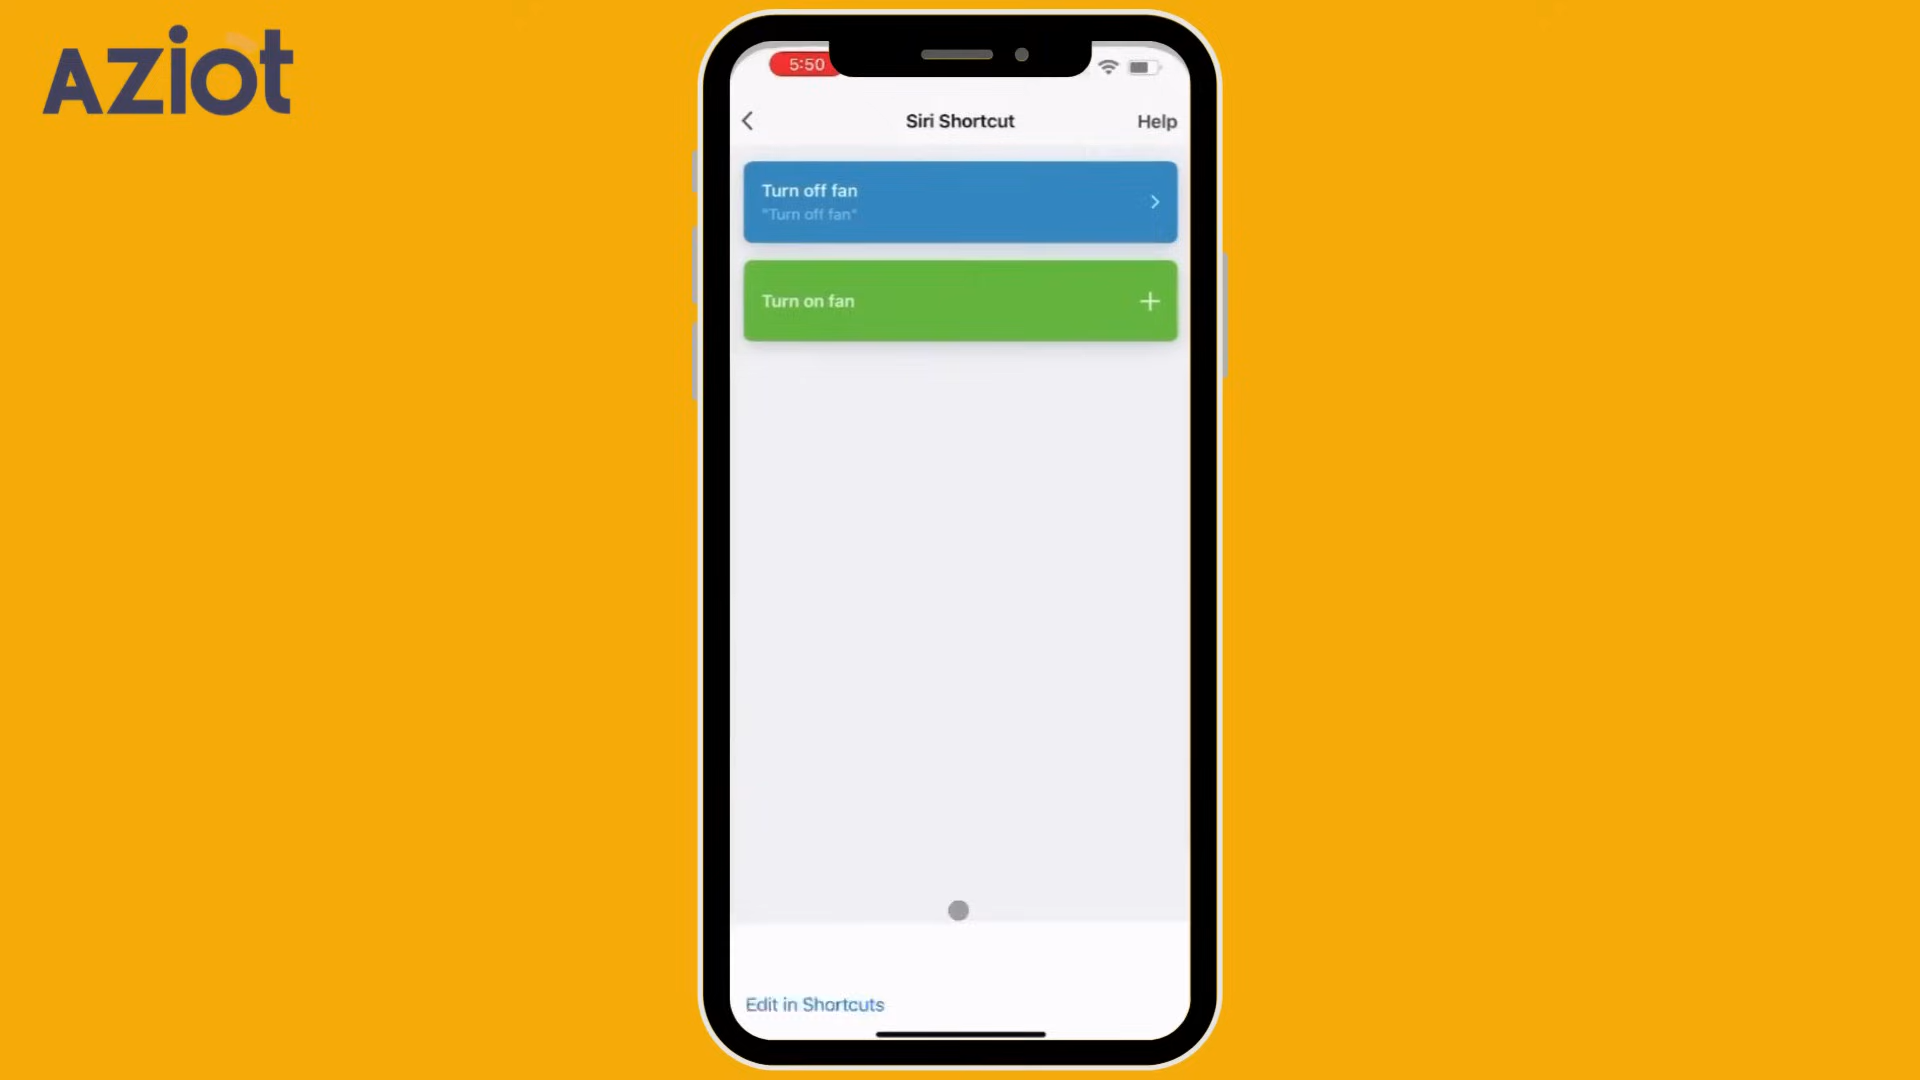 Aziot
5:50
Siri Shortcut
Help
Turn off fan
"Turn off fan"
Turn on fan
Edit in Shortcuts